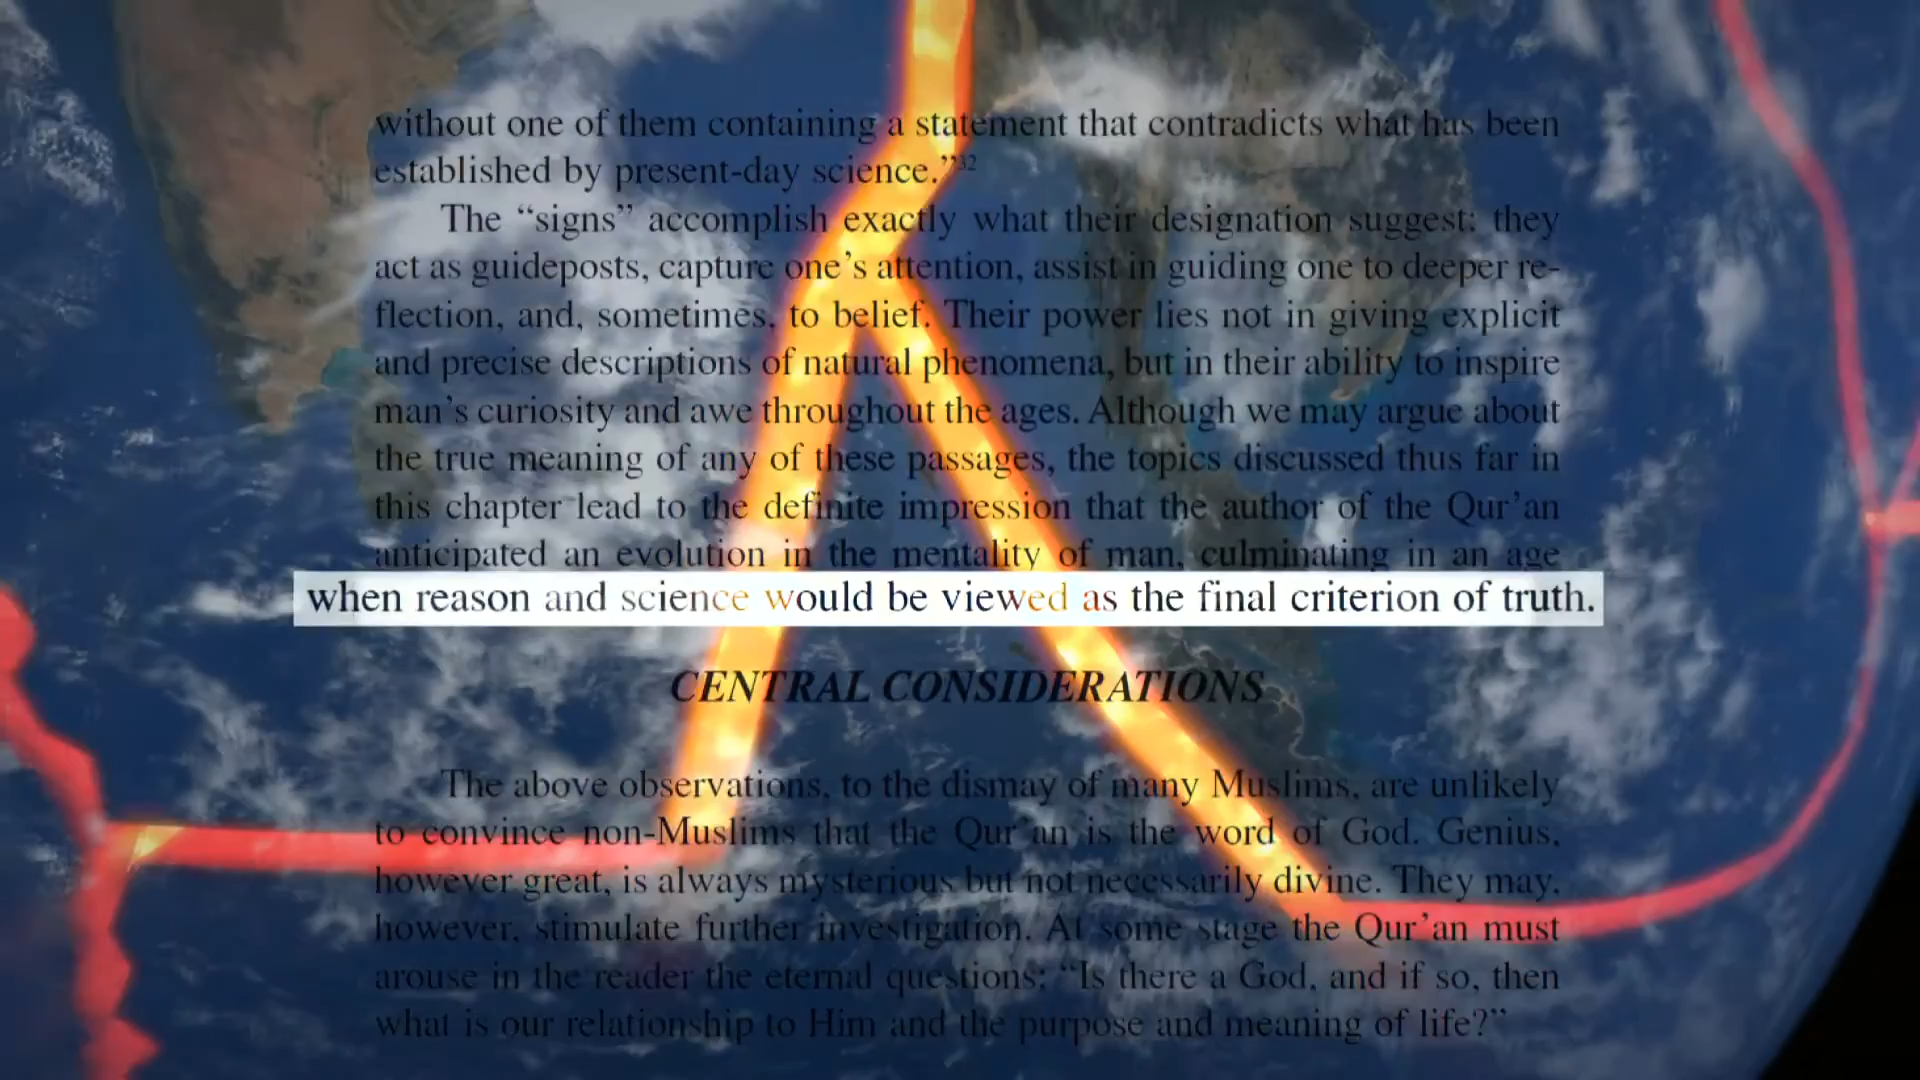 without one of them containing a statement that contradicts what has been
established by present-day science.”32
The “signs” accomplish exactly what their designation suggest: they
act as guideposts, capture one’s attention, assist in guiding one to deeper re-
flection, and, sometimes, to belief. Their power lies not in giving explicit
and precise descriptions of natural phenomena, but in their ability to inspire
man’s curiosity and awe throughout the ages. Although we may argue about
the true meaning of any of these passages, the topics discussed thus far in
this chapter lead to the definite impression that the author of the Qur’an
anticipated an evolution in the mentality of man, culminating in an age
when reason and science would be viewed as the final criterion of truth.
CENTRAL CONSIDERATIONS
The above observations, to the dismay of many Muslims, are unlikely
to convince non-Muslims that the Qur’an is the word of God. Genius,
however great, is always mysterious but not necessarily divine. They may,
however, stimulate further investigation. At some stage the Qur’an must
arouse in the reader the eternal questions: “Is there a God, and if so, then
what is our relationship to Him and the purpose and meaning of life?”